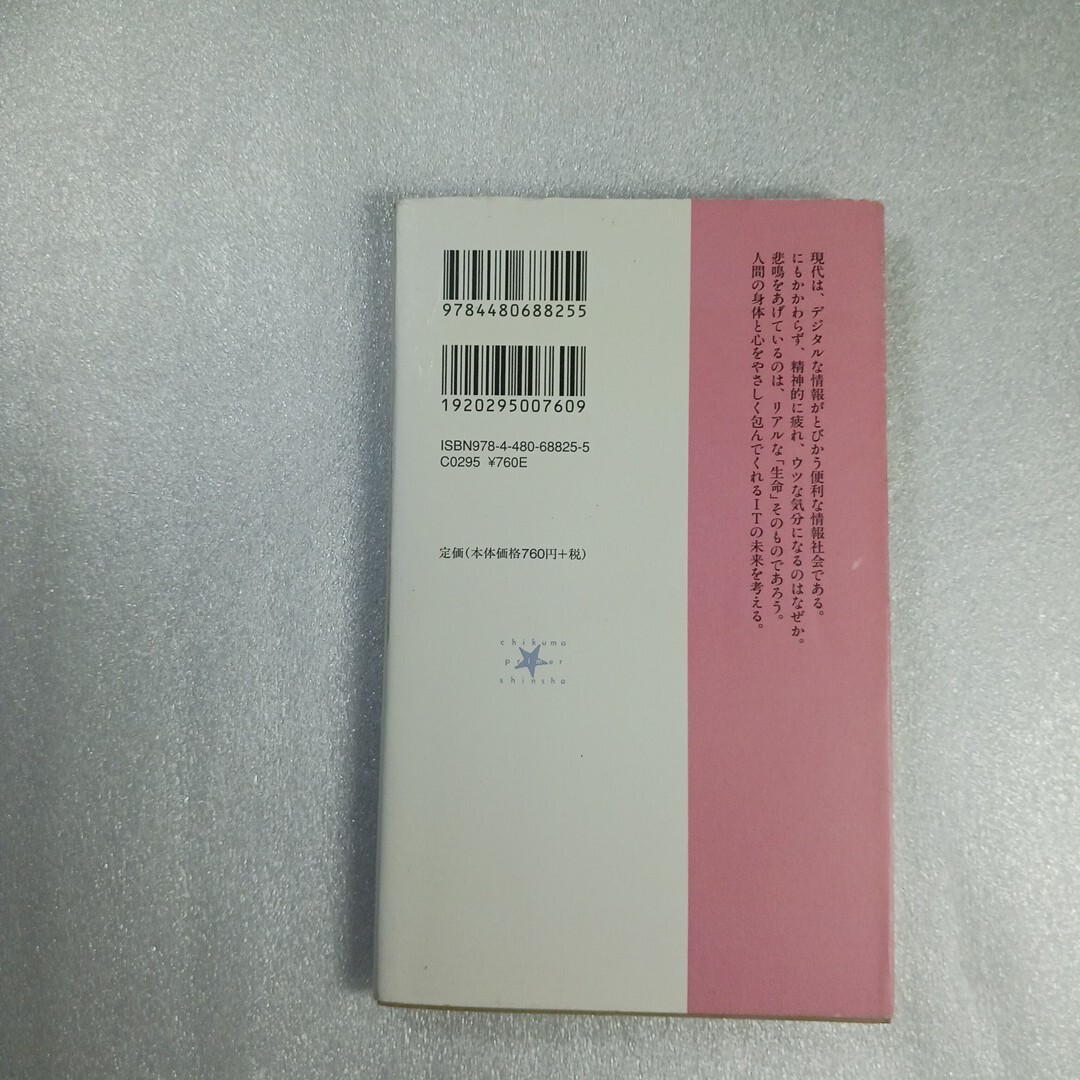 現代は、デジタルな情報がとびかう便利な情報社会である。
にもかかわらず、精神的に疲れ、ウツな気分になるのはなぜか。
悲鳴をあげているのは、リアルな「生命」そのものであろう。
人間の身体と心をやさしく包んでくれるITの未来を考える。
9784480688255
1920295007609
ISBN978-4-480-68825-5
C0295 ¥760E
定価(本体価格760円+税)
chikuma
primer
shinsho